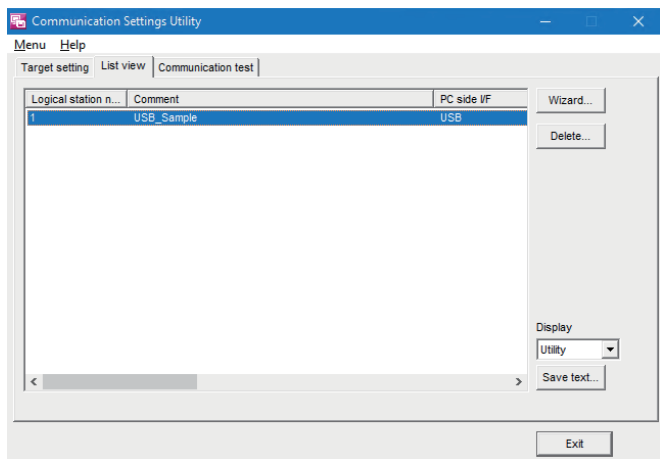 Communication Settings Utility
Menu Help
Target setting List view Communication test
Logical station n... Comment PC side I/F
1 USB_Sample USB
Wizard...
Delete...
Display
Utility
Save text...
Exit